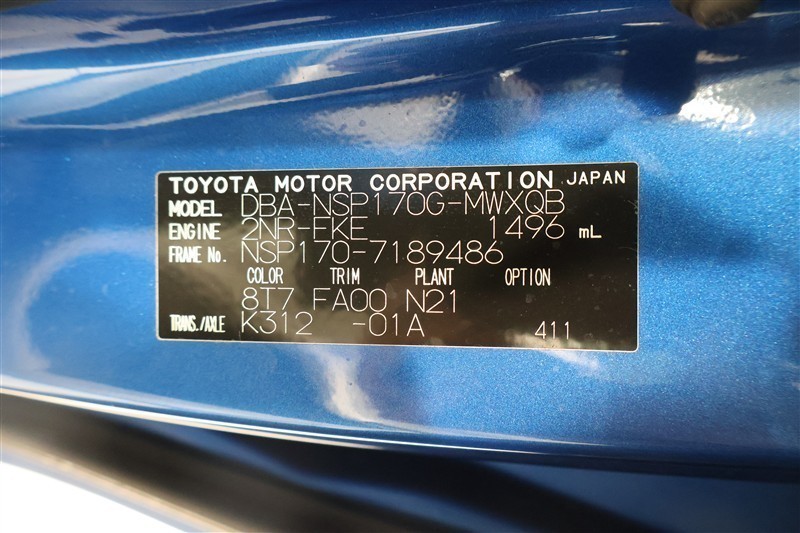 TOYOTA MOTOR CORPORATION JAPAN
MODEL DBA-NSP170G-MWXQB
ENGINE 2NR-FKE 1496 mL
FRAME No. NSP170-7189486
COLOR TRIM PLANT OPTION
8T7 FA00 N21
TRANS./AXLE K312 -01A 411